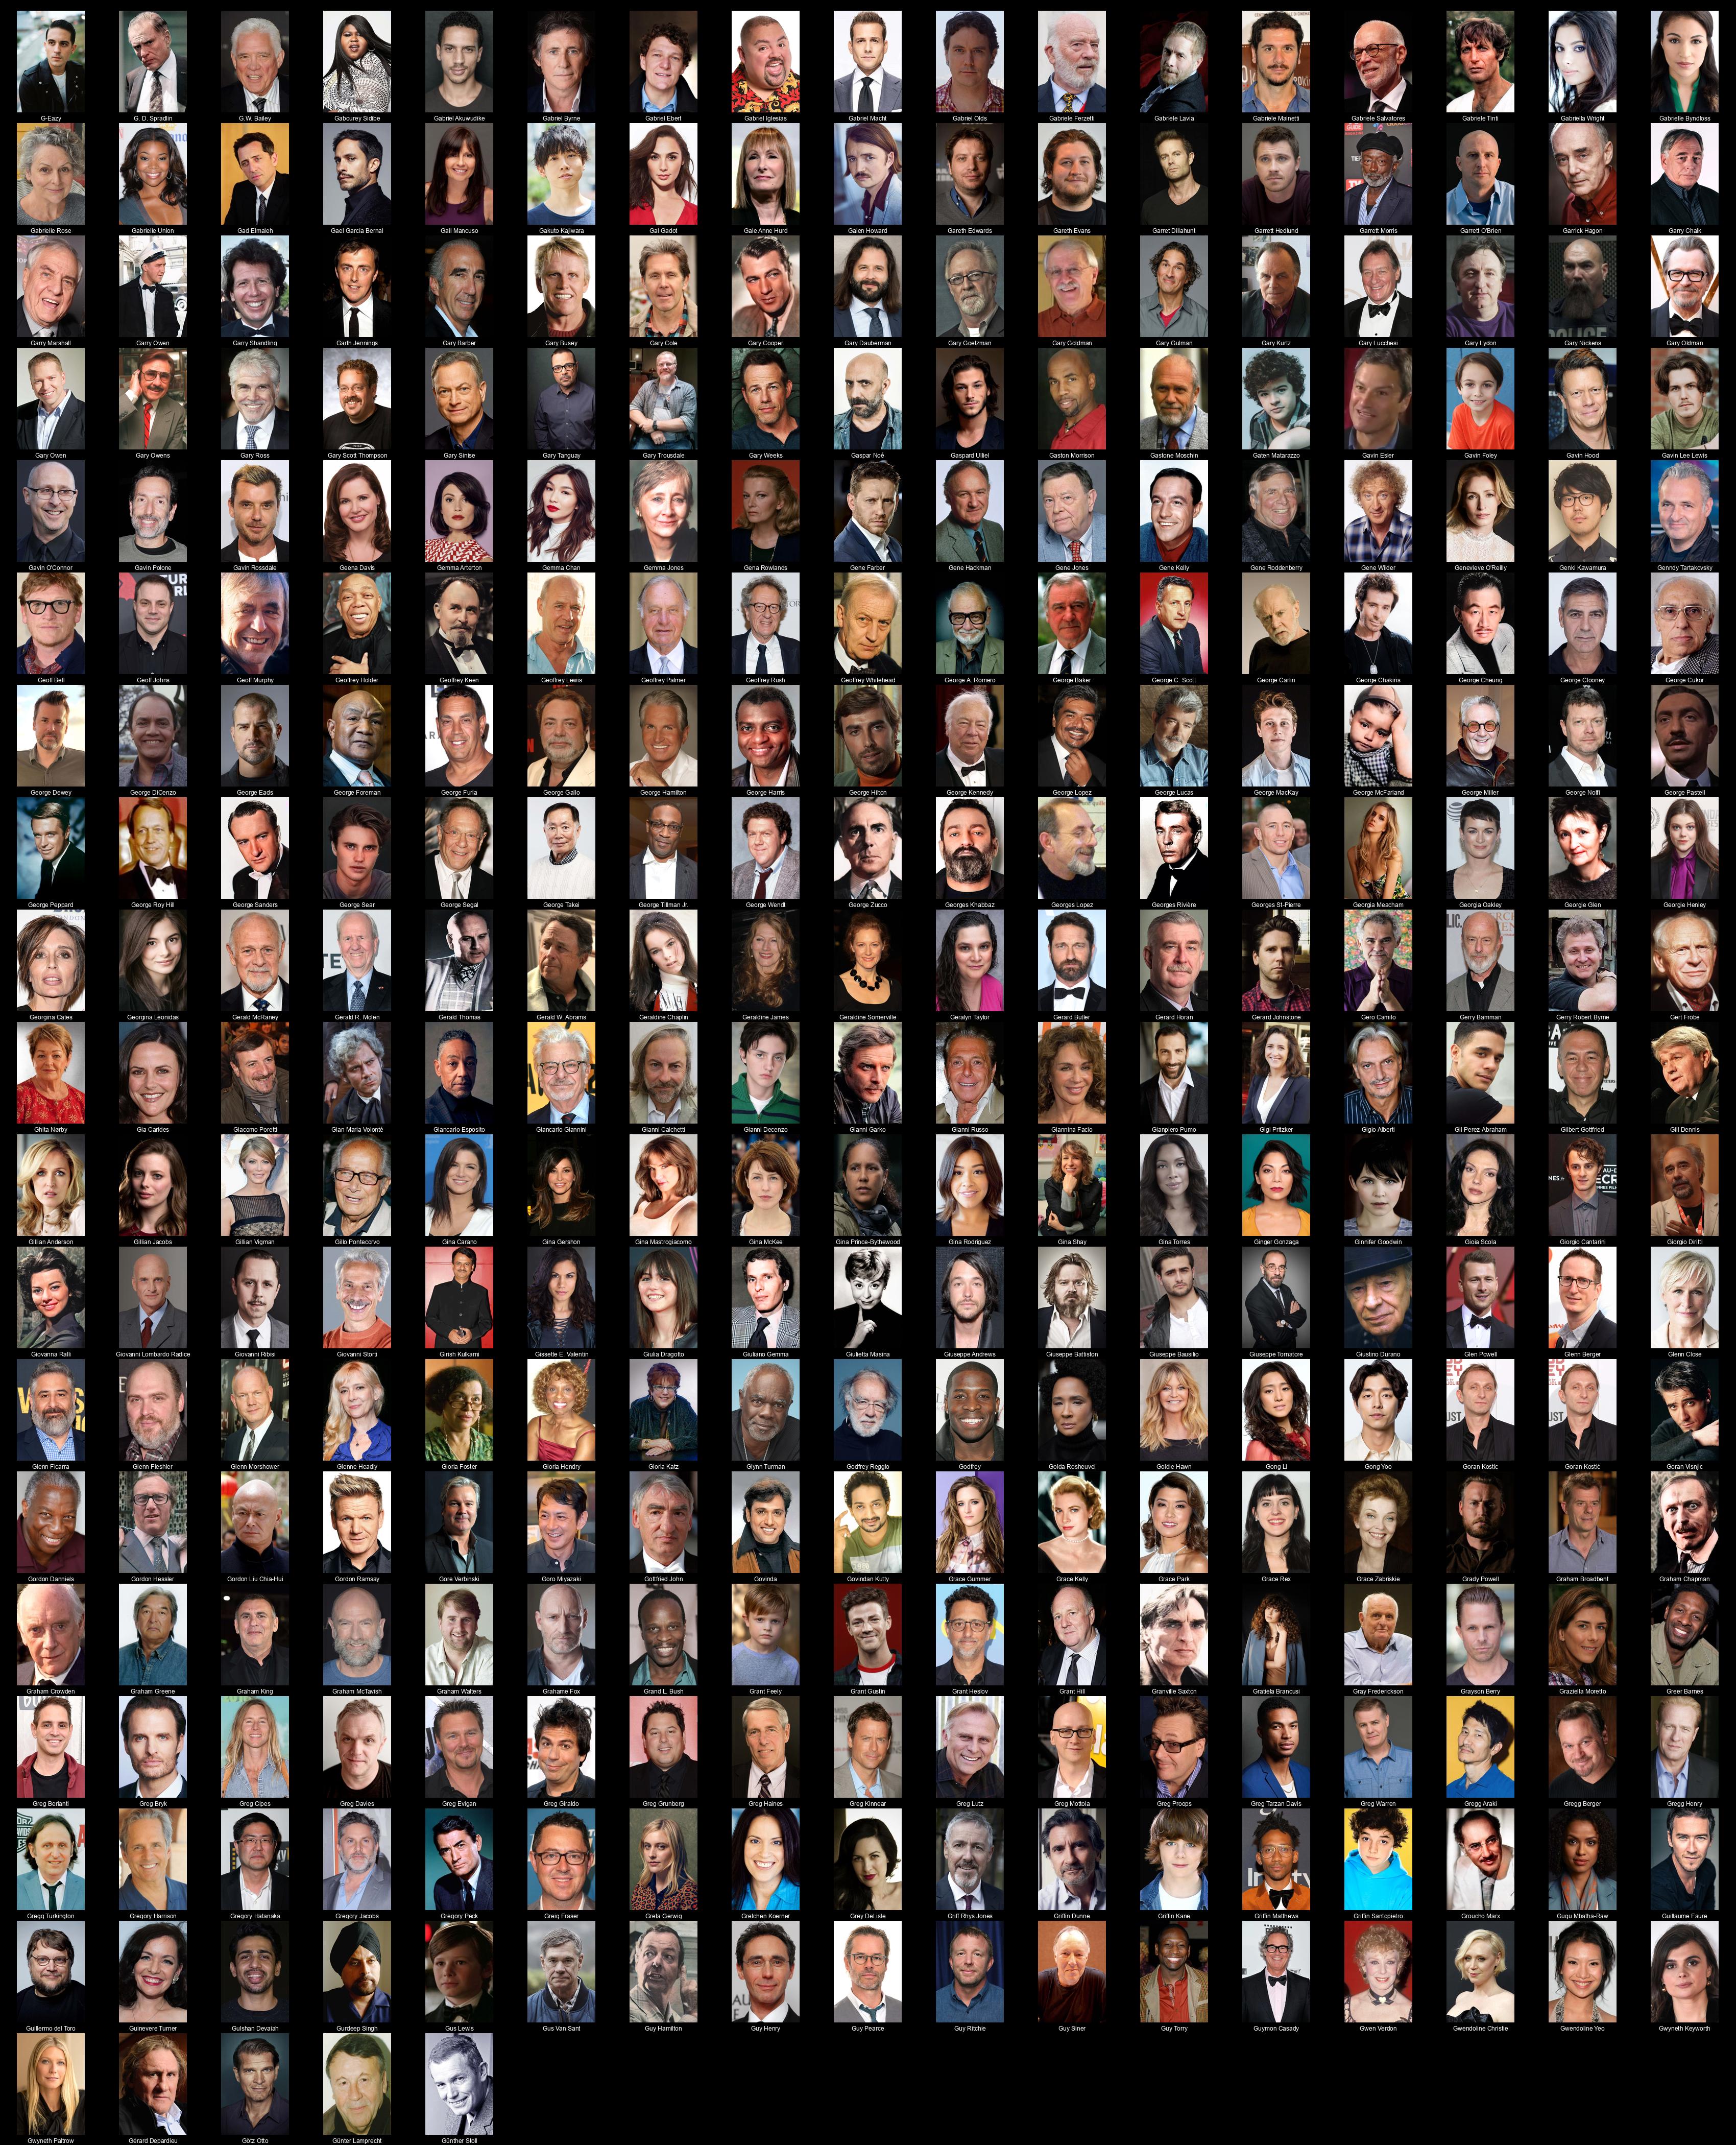 G-Eazy G. D. Spradlin G.W. Bailey Gabourey Sidibe Gabriel Akuwudike Gabriel Byrne Gabriel Ebert Gabriel Iglesias Gabriel Macht Gabriel Olds Gabriele Ferzetti Gabriele Lavia Gabriele Mainetti Gabriele Salvatores Gabriele Tinti Gabriella Wright Gabrielle Byndloss
Gabrielle Rose Gabrielle Union Gad Elmaleh Gael García Bernal Gail Mancuso Gakuto Kajiwara Gal Gadot Gale Anne Hurd Galen Howard Gareth Edwards Gareth Evans Garret Dillahunt Garrett Hedlund Garrett Morris Garrett O'Brien Garrick Hagon Garry Chalk
Garry Marshall Garry Owen Garry Shandling Garth Jennings Gary Barber Gary Busey Gary Cole Gary Cooper Gary Dauberman Gary Goetzman Gary Goldman Gary Gulman Gary Kurtz Gary Lucchesi Gary Lydon Gary Nickens Gary Oldman
Gary Owen Gary Owens Gary Ross Gary Scott Thompson Gary Sinise Gary Tanguay Gary Trousdale Gary Weeks Gaspar Noé Gaspard Ulliel Gaston Morrison Gastone Moschin Gaten Matarazzo Gavin Esler Gavin Foley Gavin Hood Gavin Lee Lewis
Gavin O'Connor Gavin Polone Gavin Rossdale Geena Davis Gemma Arterton Gemma Chan Gemma Jones Gena Rowlands Gene Farber Gene Hackman Gene Jones Gene Kelly Gene Roddenberry Gene Wilder Genevieve O'Reilly Genki Kawamura Genndy Tartakovsky
Geoff Bell Geoff Johns Geoff Murphy Geoffrey Holder Geoffrey Keen Geoffrey Lewis Geoffrey Palmer Geoffrey Rush Geoffrey Whitehead George A. Romero George Baker George C. Scott George Carlin George Chakiris George Cheung George Clooney George Cukor
George Dewey George DiCenzo George Eads George Foreman George Furla George Gallo George Hamilton George Harris George Hilton George Kennedy George Lopez George Lucas George MacKay George McFarland George Miller George Nolfi George Pastell
George Peppard George Roy Hill George Sanders George Sear George Segal George Takei George Tillman Jr. George Wendt George Zucco Georges Khabbaz Georges Lopez Georges Rivière Georges St-Pierre Georgia Meacham Georgia Oakley Georgie Glen Georgie Henley
Georgina Cates Georgina Leonidas Gerald McRaney Gerald R. Molen Gerald Thomas Gerald W. Abrams Geraldine Chaplin Geraldine James Geraldine Somerville Geralyn Taylor Gerard Butler Gerard Horan Gerard Johnstone Gero Camilo Gerry Bamman Gerry Robert Byrne Gert Fröbe
Ghita Nørby Gia Carides Giacomo Poretti Gian Maria Volonté Giancarlo Esposito Giancarlo Giannini Gianni Calchetti Gianni Decenzo Gianni Garko Gianni Russo Giannina Facio Gianpiero Pumo Gigi Pritzker Gigio Alberti Gil Perez-Abraham Gilbert Gottfried Gill Dennis
Gillian Anderson Gillian Jacobs Gillian Vigman Gillo Pontecorvo Gina Carano Gina Gershon Gina Mastrogiacomo Gina McKee Gina Prince-Bythewood Gina Rodriguez Gina Shay Gina Torres Ginger Gonzaga Ginnifer Goodwin Gioia Scola Giorgio Cantarini Giorgio Diritti
Giovanna Ralli Giovanni Lombardo Radice Giovanni Ribisi Giovanni Storti Girish Kulkarni Gissette E. Valentin Giulia Dragotto Giuliano Gemma Giulietta Masina Giuseppe Andrews Giuseppe Battiston Giuseppe Bausilio Giuseppe Tornatore Giustino Durano Glen Powell Glenn Berger Glenn Close
Glenn Ficarra Glenn Fleshler Glenn Morshower Glenne Headly Gloria Foster Gloria Hendry Gloria Katz Glynn Turman Godfrey Reggio Godfrey Golda Rosheuvel Goldie Hawn Gong Li Gong Yoo Goran Kostic Goran Kostić Goran Visnjic
Gordon Danniels Gordon Hessler Gordon Liu Chia-Hui Gordon Ramsay Gore Verbinski Goro Miyazaki Gottfried John Govinda Govindan Kutty Grace Gummer Grace Kelly Grace Park Grace Rex Grace Zabriskie Grady Powell Graham Broadbent Graham Chapman
Graham Crowden Graham Greene Graham King Graham McTavish Graham Walters Grahame Fox Grand L. Bush Grant Feely Grant Gustin Grant Heslov Grant Hill Granville Saxton Gratiela Brancusi Gray Frederickson Grayson Berry Graziella Moretto Greer Barnes
Greg Berlanti Greg Bryk Greg Cipes Greg Davies Greg Evigan Greg Giraldo Greg Grunberg Greg Haines Greg Kinnear Greg Lutz Greg Mottola Greg Proops Greg Tarzan Davis Greg Warren Gregg Araki Gregg Berger Gregg Henry
Gregg Turkington Gregory Harrison Gregory Hatanaka Gregory Jacobs Gregory Peck Greig Fraser Greta Gerwig Gretchen Koerner Grey DeLisle Griff Rhys Jones Griffin Dunne Griffin Kane Griffin Matthews Griffin Santopietro Groucho Marx Gugu Mbatha-Raw Guillaume Faure
Guillermo del Toro Guinevere Turner Gulshan Devaiah Gurdeep Singh Gus Lewis Gus Van Sant Guy Hamilton Guy Henry Guy Pearce Guy Ritchie Guy Siner Guy Torry Guymon Casady Gwen Verdon Gwendoline Christie Gwendoline Yeo Gwyneth Keyworth
Gwyneth Paltrow Gérard Depardieu Götz Otto Günter Lamprecht Günther Stoll